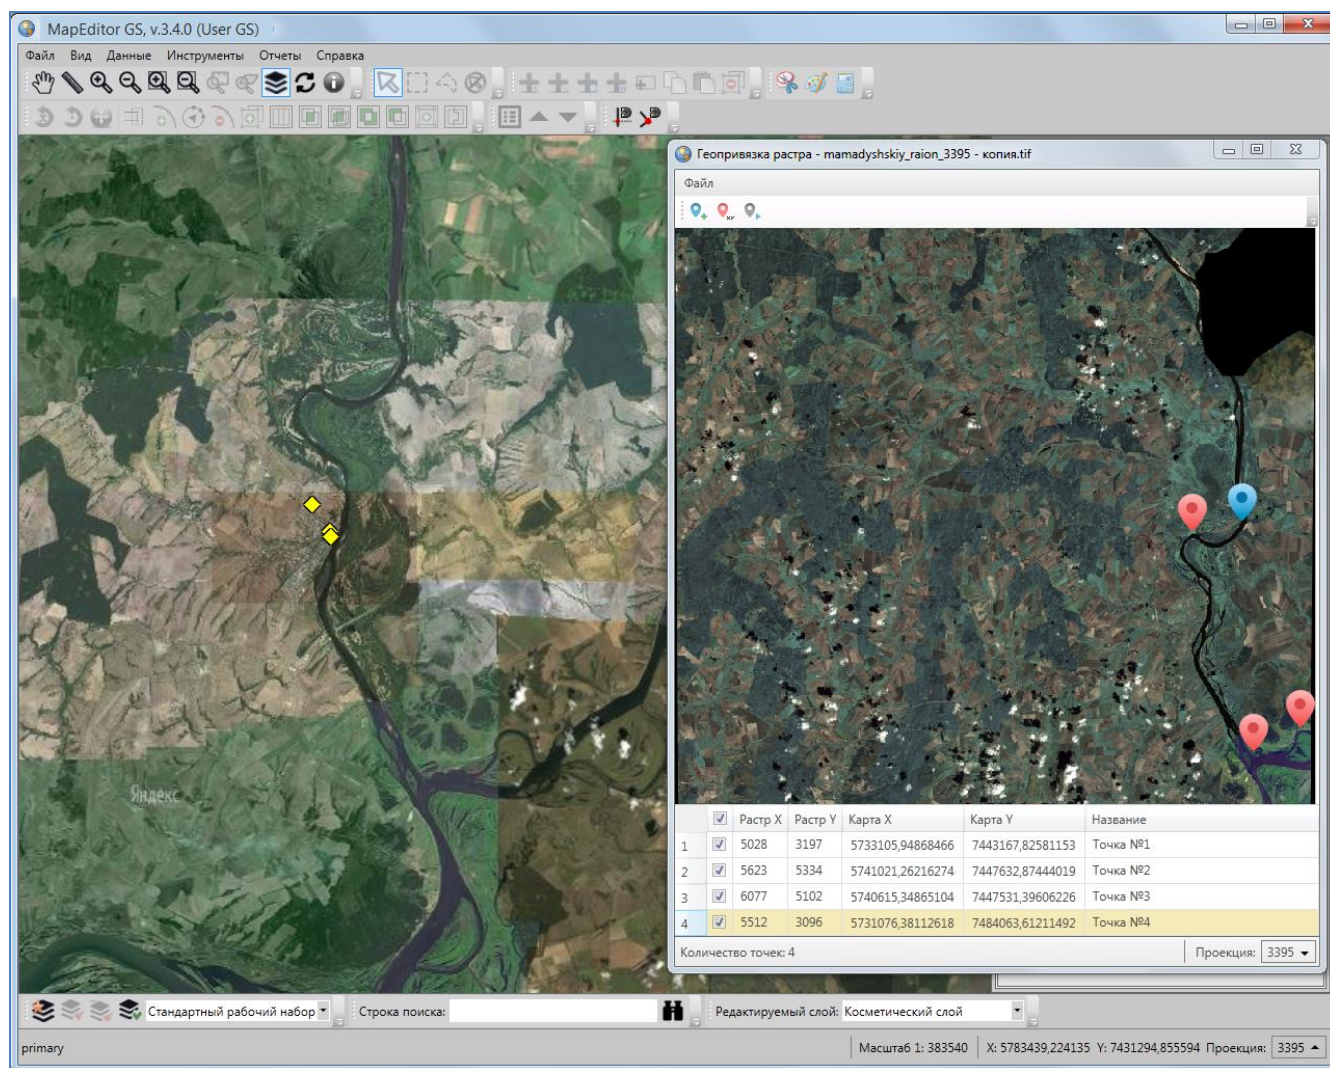 MapEditor GS, v.3.4.0 (User GS)
Файл Вид Данные Инструменты Отчеты Справка
Геопривязка растра - mamadyshskiy_raion_3395 - копия.tif
Файл
Яндекс
Растр X Растр Y Карта X Карта Y Название
1 5028 3197 5733105,94868466 7443167,82581153 Точка №1
2 5623 5334 5741021,26216274 7447632,87444019 Точка №2
3 6077 5102 5740615,34865104 7447531,39606226 Точка №3
4 5512 3096 5731076,38112618 7484063,61211492 Точка №4
Количество точек: 4 Проекция: 3395
Стандартный рабочий набор Строка поиска: Редактируемый слой: Косметический слой
primary Масштаб 1: 383540 X: 5783439,224135 Y: 7431294,855594 Проекция: 3395